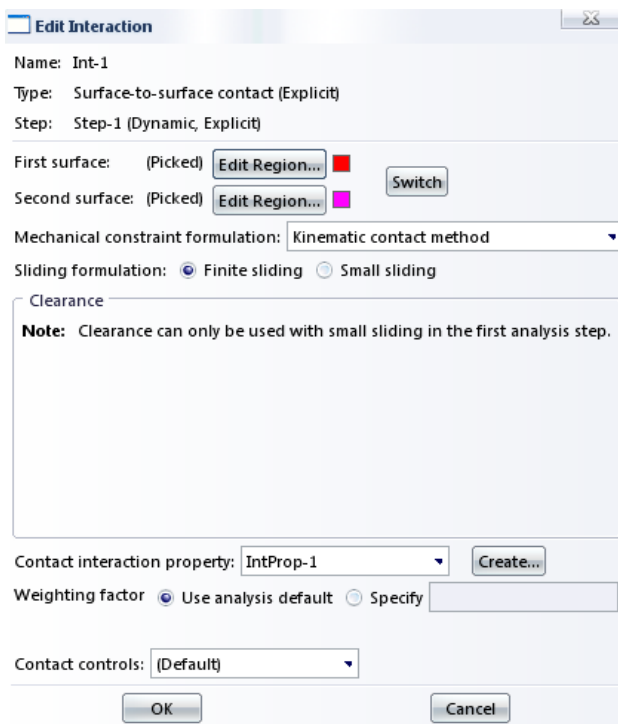 Edit Interaction
Name: Int-1
Type: Surface-to-surface contact (Explicit)
Step: Step-1 (Dynamic, Explicit)
First surface: (Picked) Edit Region...
Switch
Second surface: (Picked) Edit Region...
Mechanical constraint formulation: Kinematic contact method
Sliding formulation: Finite sliding Small sliding
Clearance
Note: Clearance can only be used with small sliding in the first analysis step.
Contact interaction property: IntProp-1 Create...
Weighting factor Use analysis default Specify
Contact controls: (Default)
OK Cancel